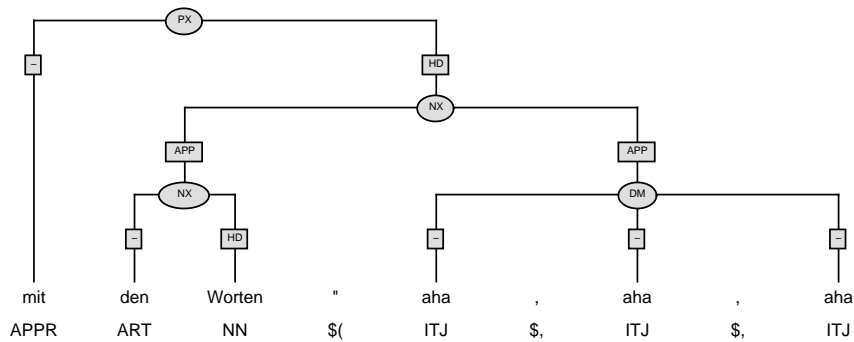 PX
– HD
NX
APP APP
NX DM
– HD – – –
mit den Worten " aha , aha , aha
APPR ART NN $( ITJ $, ITJ $, ITJ